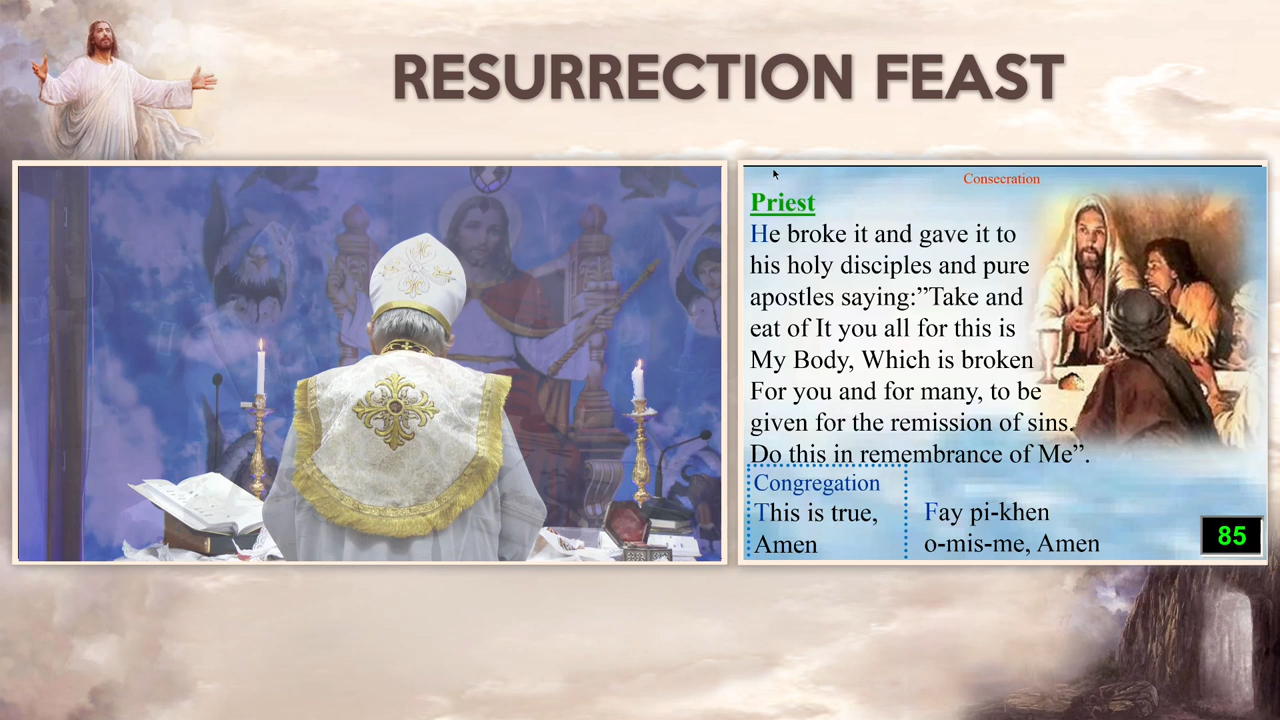 RESURRECTION FEAST
Consecration
Priest
He broke it and gave it to
his holy disciples and pure
apostles saying:”Take and
eat of It you all for this is
My Body, Which is broken
For you and for many, to be
given for the remission of sins.
Do this in remembrance of Me”.
Congregation
This is true,
Amen
Fay pi-khen
o-mis-me, Amen
85